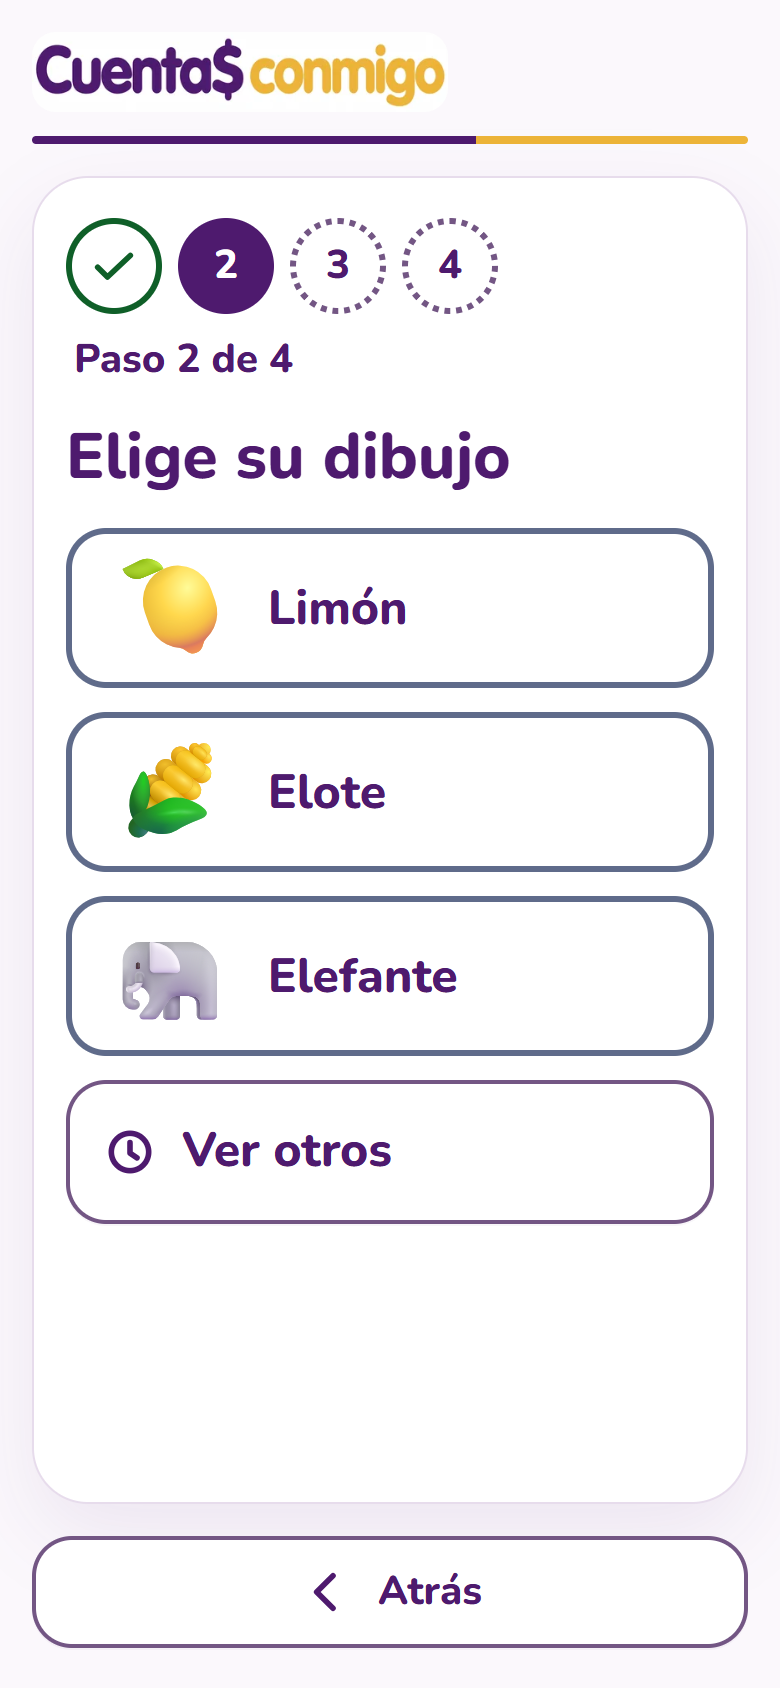 Cuenta$ conmigo
2 3 4
Paso 2 de 4
Elige su dibujo
Limón
Elote
Elefante
Ver otros
Atrás